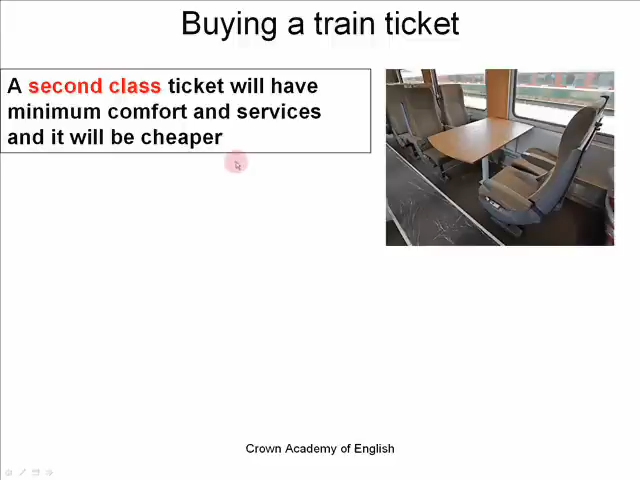 Buying a train ticket
A second class ticket will have
minimum comfort and services
and it will be cheaper
Crown Academy of English